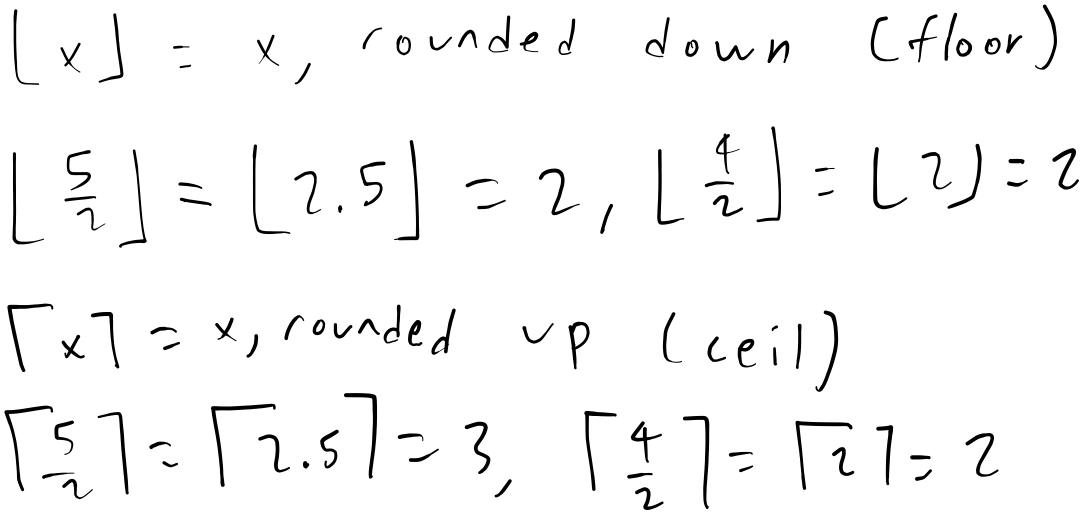 ⌊x⌋ = x, rounded down (floor)
⌊5/2⌋ = ⌊2.5⌋ = 2, ⌊4/2⌋ = ⌊2⌋ = 2
⌈x⌉ = x, rounded up (ceil)
⌈5/2⌉ = ⌈2.5⌉ = 3, ⌈4/2⌉ = ⌈2⌉ = 2